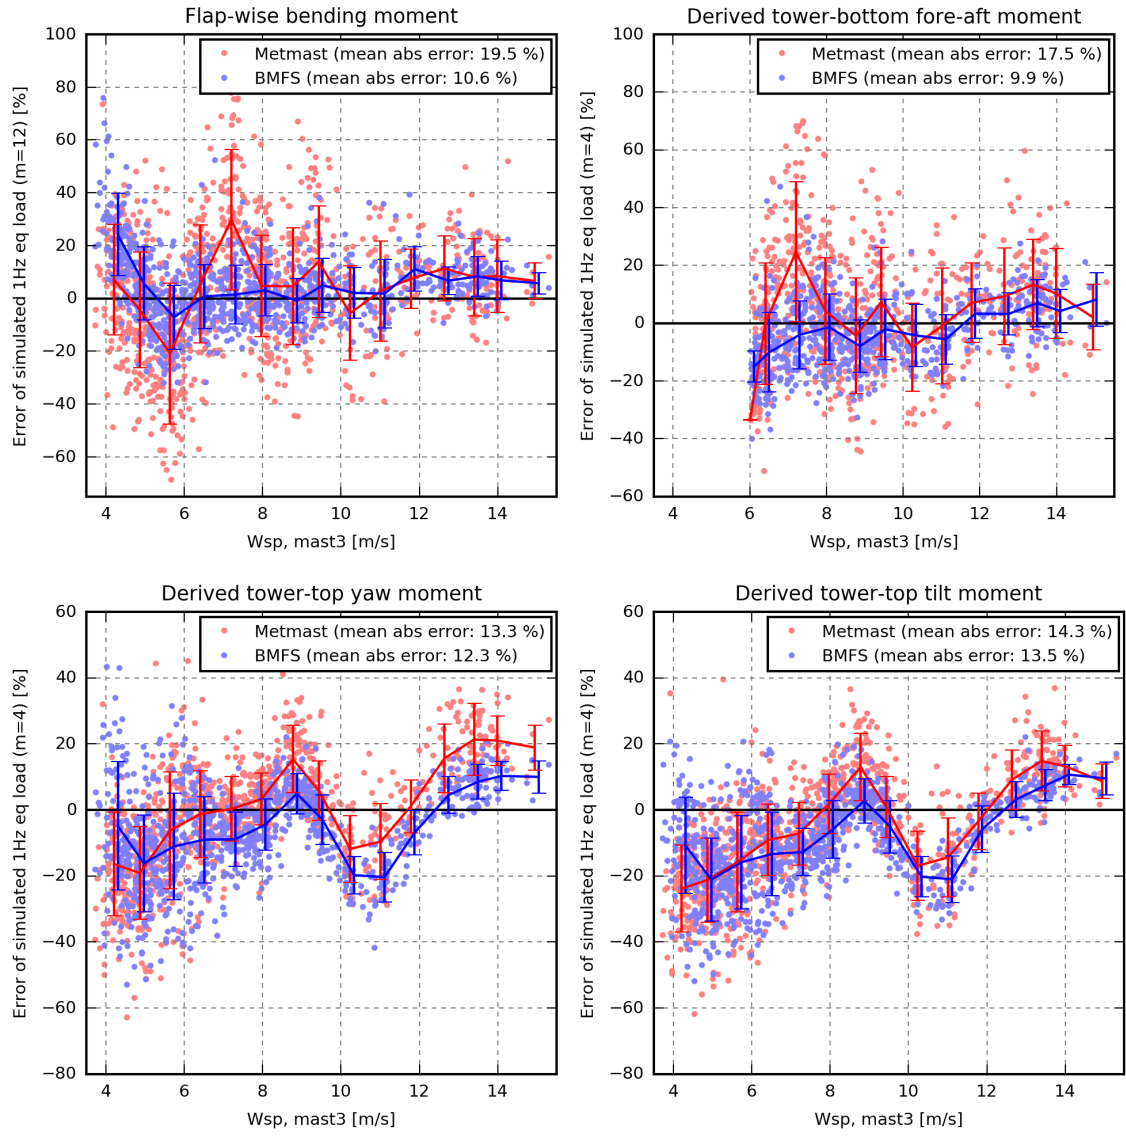 Flap-wise bending moment
Metmast (mean abs error: 19.5 %)
BMFS (mean abs error: 10.6 %)
Error of simulated 1Hz eq load (m=12) [%]
100
80
60
40
20
0
−20
−40
−60
4 6 8 10 12 14
Wsp, mast3 [m/s]
Derived tower-bottom fore-aft moment
Metmast (mean abs error: 17.5 %)
BMFS (mean abs error: 9.9 %)
Error of simulated 1Hz eq load (m=4) [%]
100
80
60
40
20
0
−20
−40
−60
4 6 8 10 12 14
Wsp, mast3 [m/s]
Derived tower-top yaw moment
Metmast (mean abs error: 13.3 %)
BMFS (mean abs error: 12.3 %)
Error of simulated 1Hz eq load (m=4) [%]
60
40
20
0
−20
−40
−60
−80
4 6 8 10 12 14
Wsp, mast3 [m/s]
Derived tower-top tilt moment
Metmast (mean abs error: 14.3 %)
BMFS (mean abs error: 13.5 %)
Error of simulated 1Hz eq load (m=4) [%]
60
40
20
0
−20
−40
−60
−80
4 6 8 10 12 14
Wsp, mast3 [m/s]